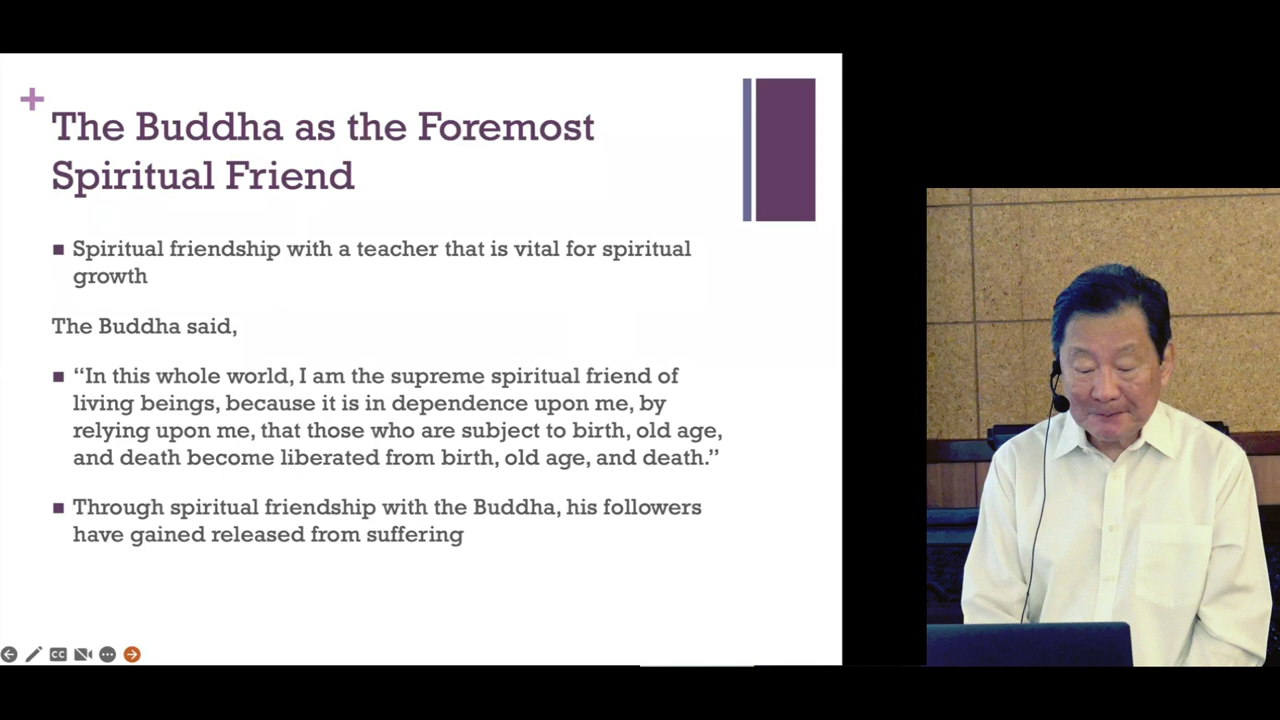 The Buddha as the Foremost
Spiritual Friend
Spiritual friendship with a teacher that is vital for spiritual
growth
The Buddha said,
“In this whole world, I am the supreme spiritual friend of
living beings, because it is in dependence upon me, by
relying upon me, that those who are subject to birth, old age,
and death become liberated from birth, old age, and death.”
Through spiritual friendship with the Buddha, his followers
have gained released from suffering
CC